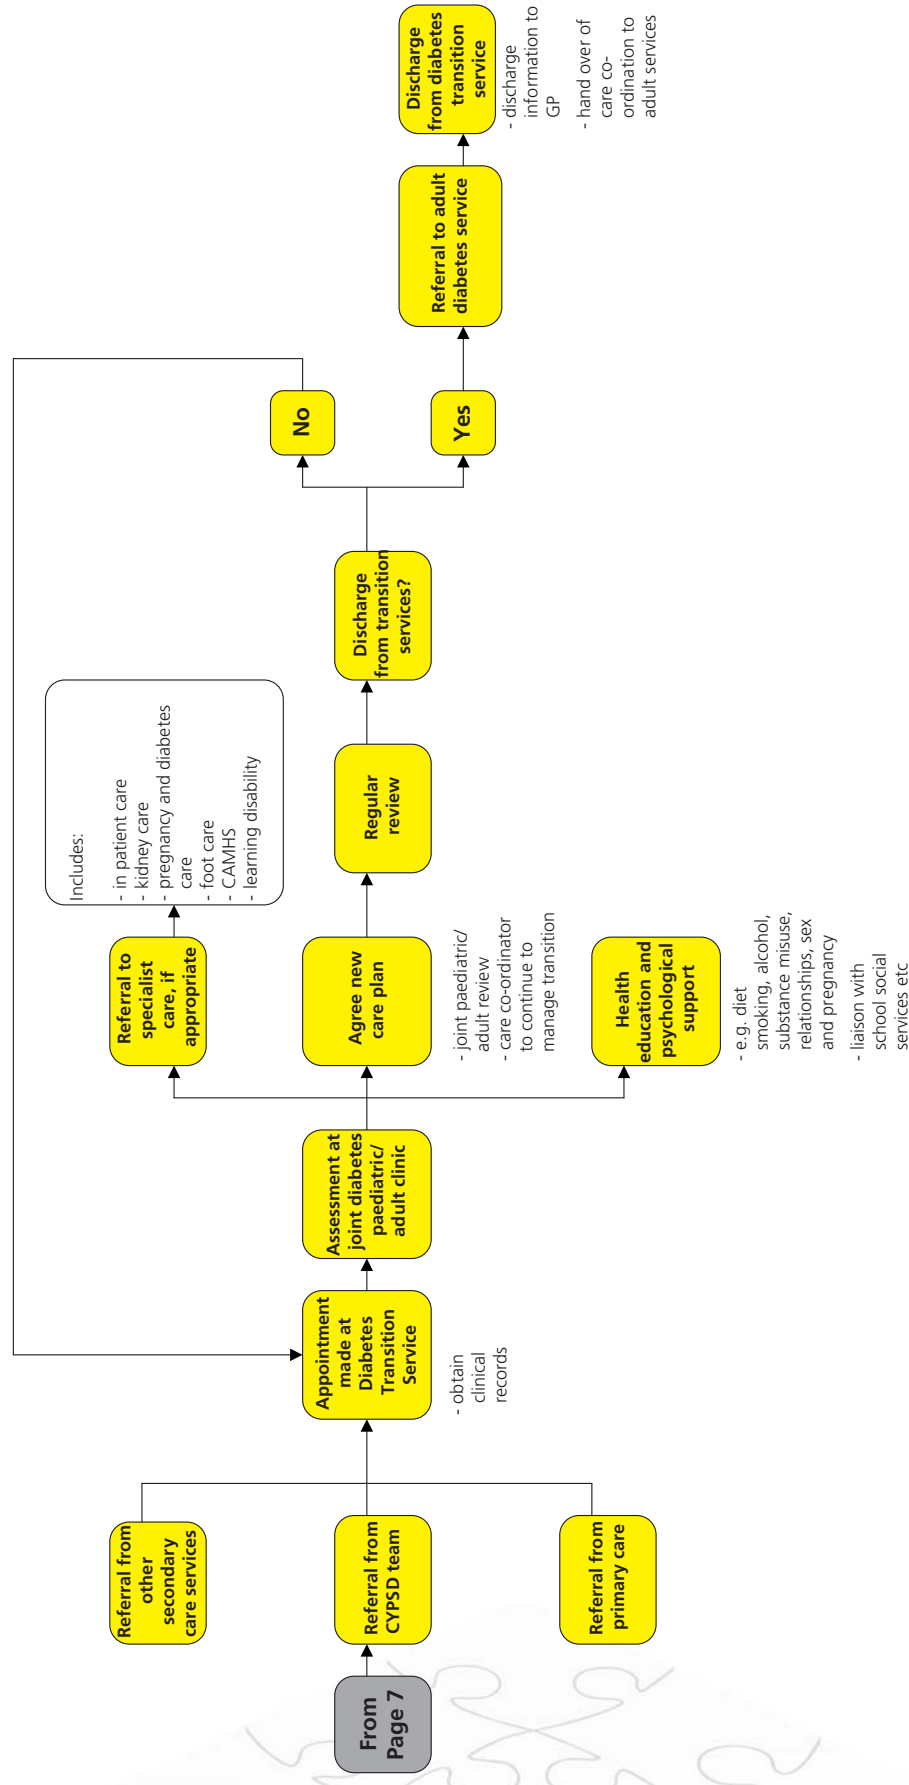 From
Page 7
Referral from
other
secondary
care services
Referral from
CYPSD team
Referral from
primary care
Appointment
made at
Diabetes
Transition
Service
- obtain
clinical
records
Assessment at
joint diabetes
paediatric/
adult clinic
Referral to
specialist
care, if
appropriate
Includes:
- in patient care
- kidney care
- pregnancy and diabetes
care
- foot care
- CAMHS
- learning disability
Agree new
care plan
- joint paediatric/
adult review
- care co-ordinator
to continue to
manage transition
Health
education and
psychological
support
- e.g. diet
smoking, alcohol,
substance misuse,
relationships, sex
and pregnancy
- liaison with
school social
services etc
Regular
review
Discharge
from transition
services?
No
Yes
Referral to adult
diabetes service
Discharge
from diabetes
transition
service
- discharge
information to
GP
- hand over of
care co-
ordination to
adult services